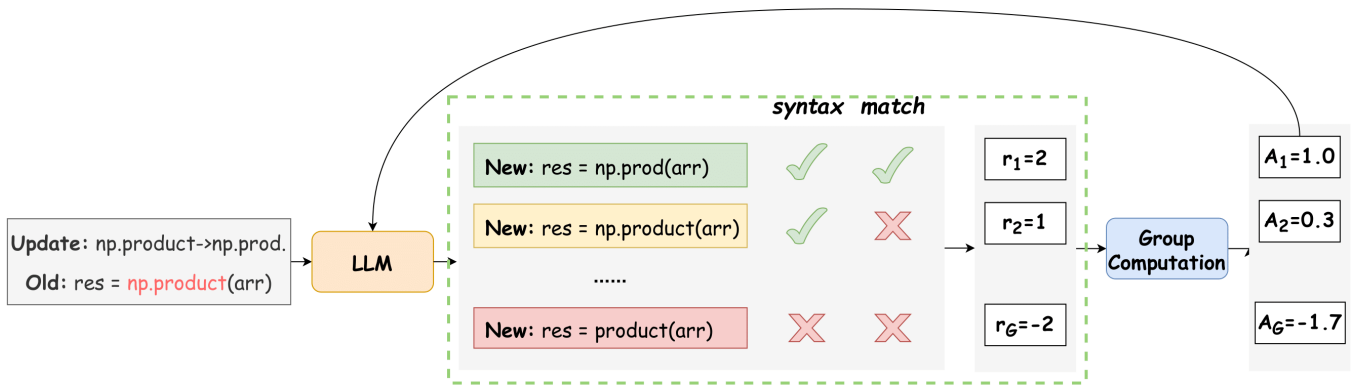 syntax match
New: res = np.prod(arr)
r1=2
A1=1.0
Update: np.product->np.prod.
Old: res = np.product(arr)
LLM
New: res = np.product(arr)
r2=1
Group
Computation
A2=0.3
......
New: res = product(arr)
rG=-2
AG=-1.7